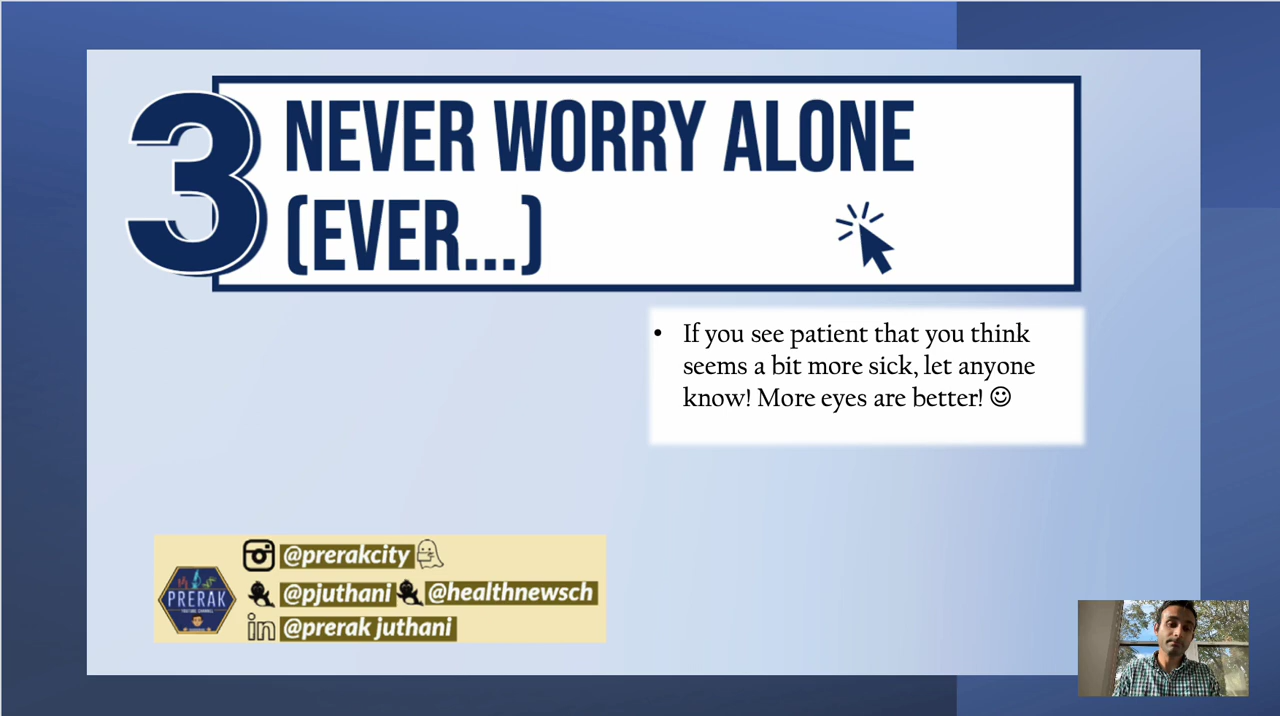 3
NEVER WORRY ALONE
(EVER...)
• If you see patient that you think
seems a bit more sick, let anyone
know! More eyes are better! ☺
@prerakcity
PRERAK
@pjuthani @healthnewsch
in @prerak juthani